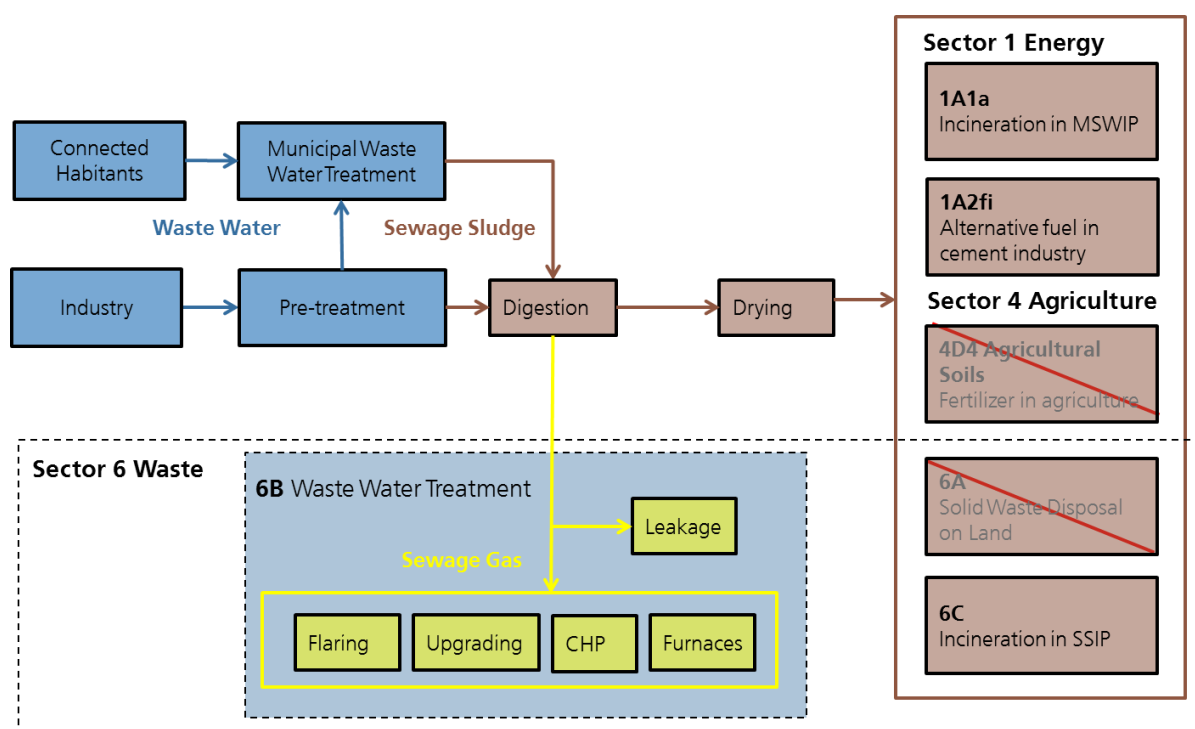 Sector 1 Energy
1A1a
Incineration in MSWIP
Connected
Habitants
Municipal Waste
Water Treatment
1A2fi
Alternative fuel in
cement industry
Waste Water
Sewage Sludge
Industry
Pre-treatment
Digestion
Drying
Sector 4 Agriculture
4D4 Agricultural
Soils
Fertilizer in agriculture
Sector 6 Waste
6B Waste Water Treatment
6A
Solid Waste Disposal
on Land
Leakage
Sewage Gas
Flaring
Upgrading
CHP
Furnaces
6C
Incineration in SSIP